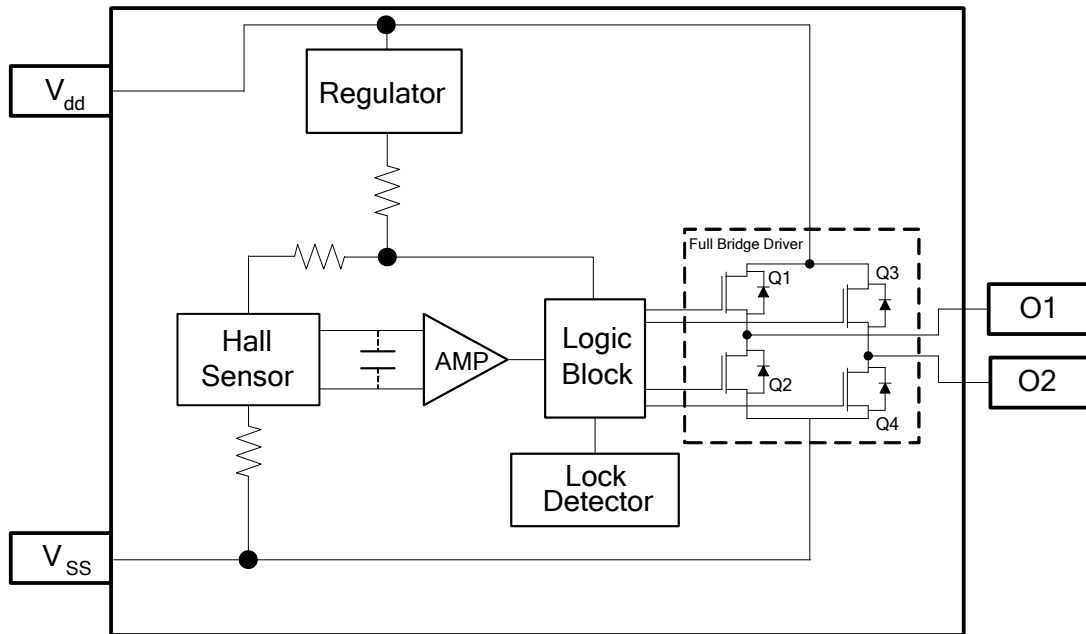 Vdd
Regulator
Full Bridge Driver
Q1
Q3
O1
Hall
Sensor
AMP
Logic
Block
Q2
O2
Q4
Lock
Detector
VSS